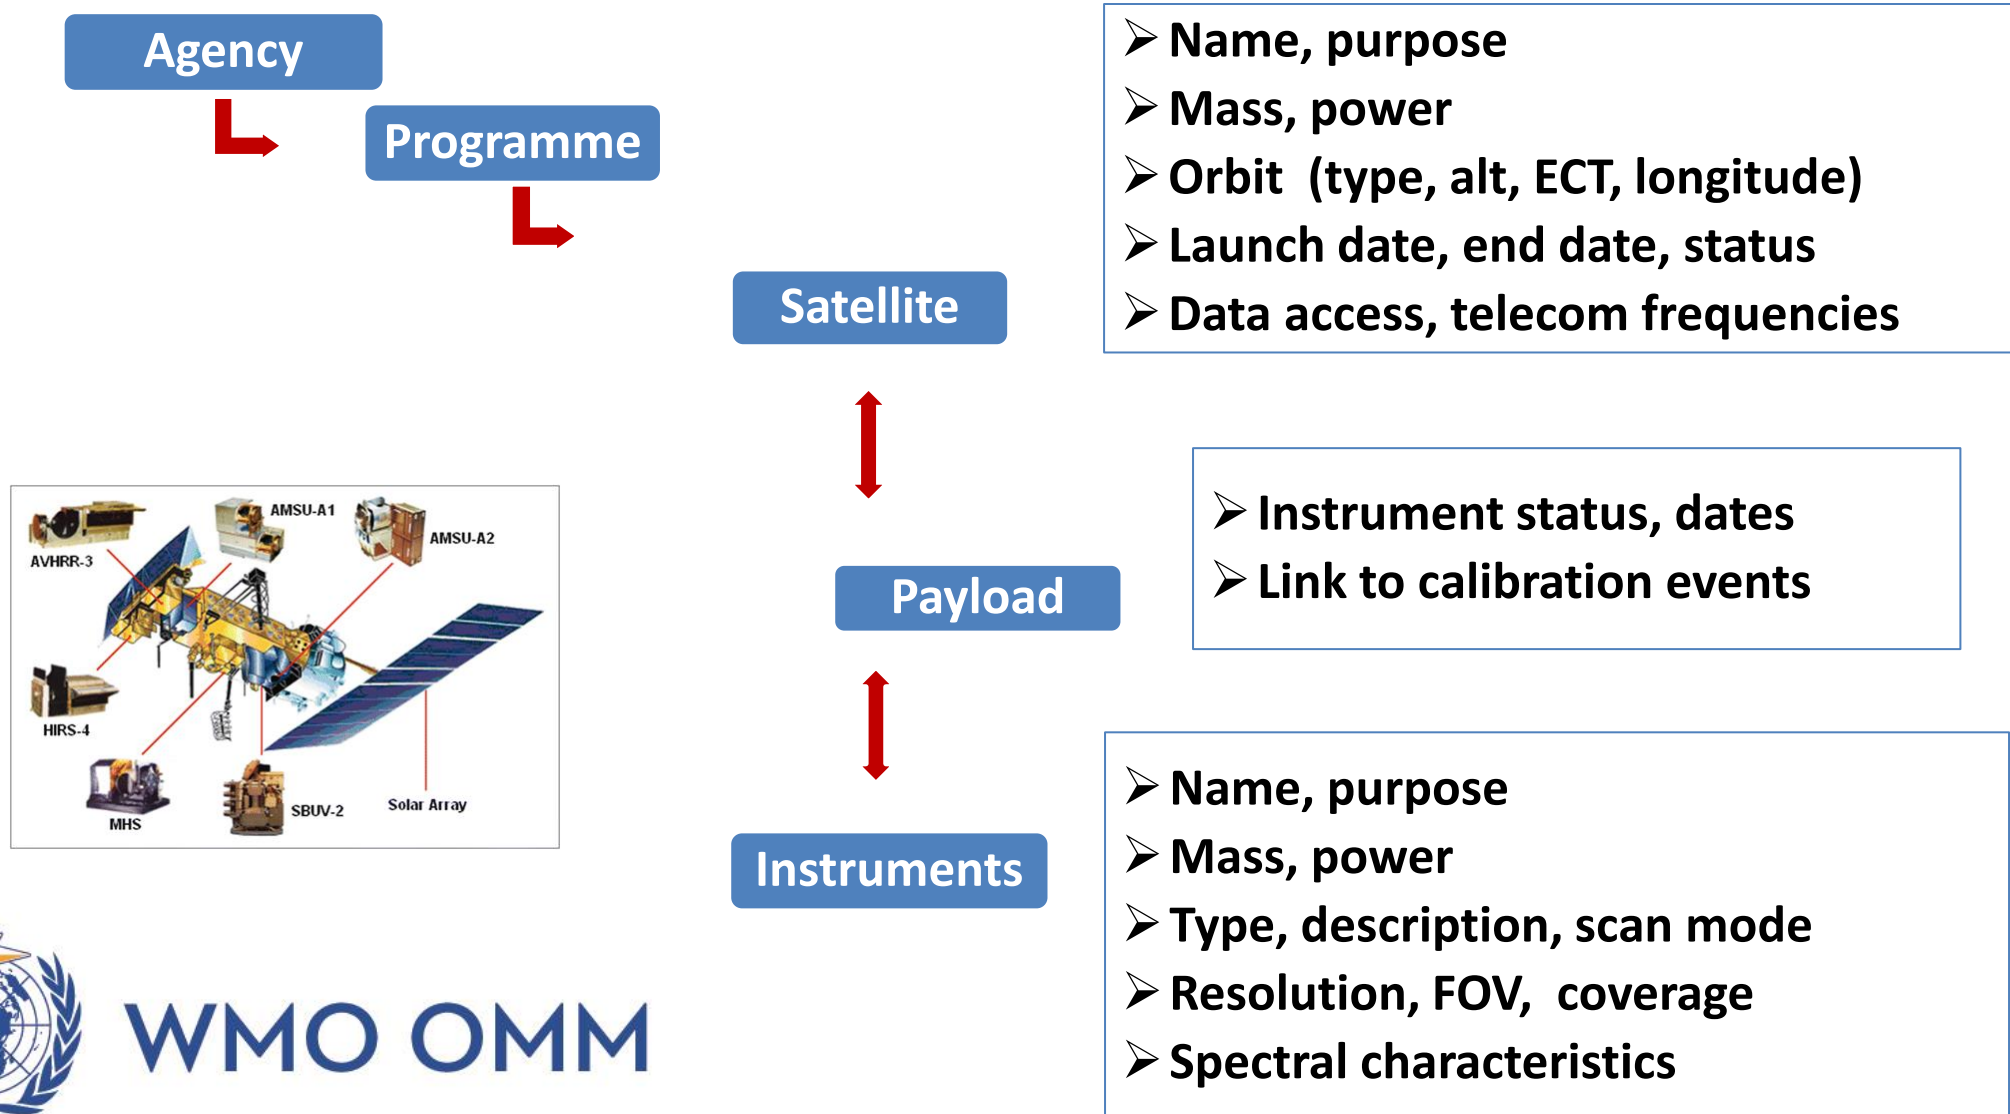 Agency
Programme
Satellite
Payload
Instruments
➢ Name, purpose
➢ Mass, power
➢ Orbit (type, alt, ECT, longitude)
➢ Launch date, end date, status
➢ Data access, telecom frequencies
➢ Instrument status, dates
➢ Link to calibration events
➢ Name, purpose
➢ Mass, power
➢ Type, description, scan mode
➢ Resolution, FOV, coverage
➢ Spectral characteristics
AMSU-A1
AMSU-A2
AVHRR-3
HIRS-4
MHS
SBUV-2
Solar Array
WMO OMM